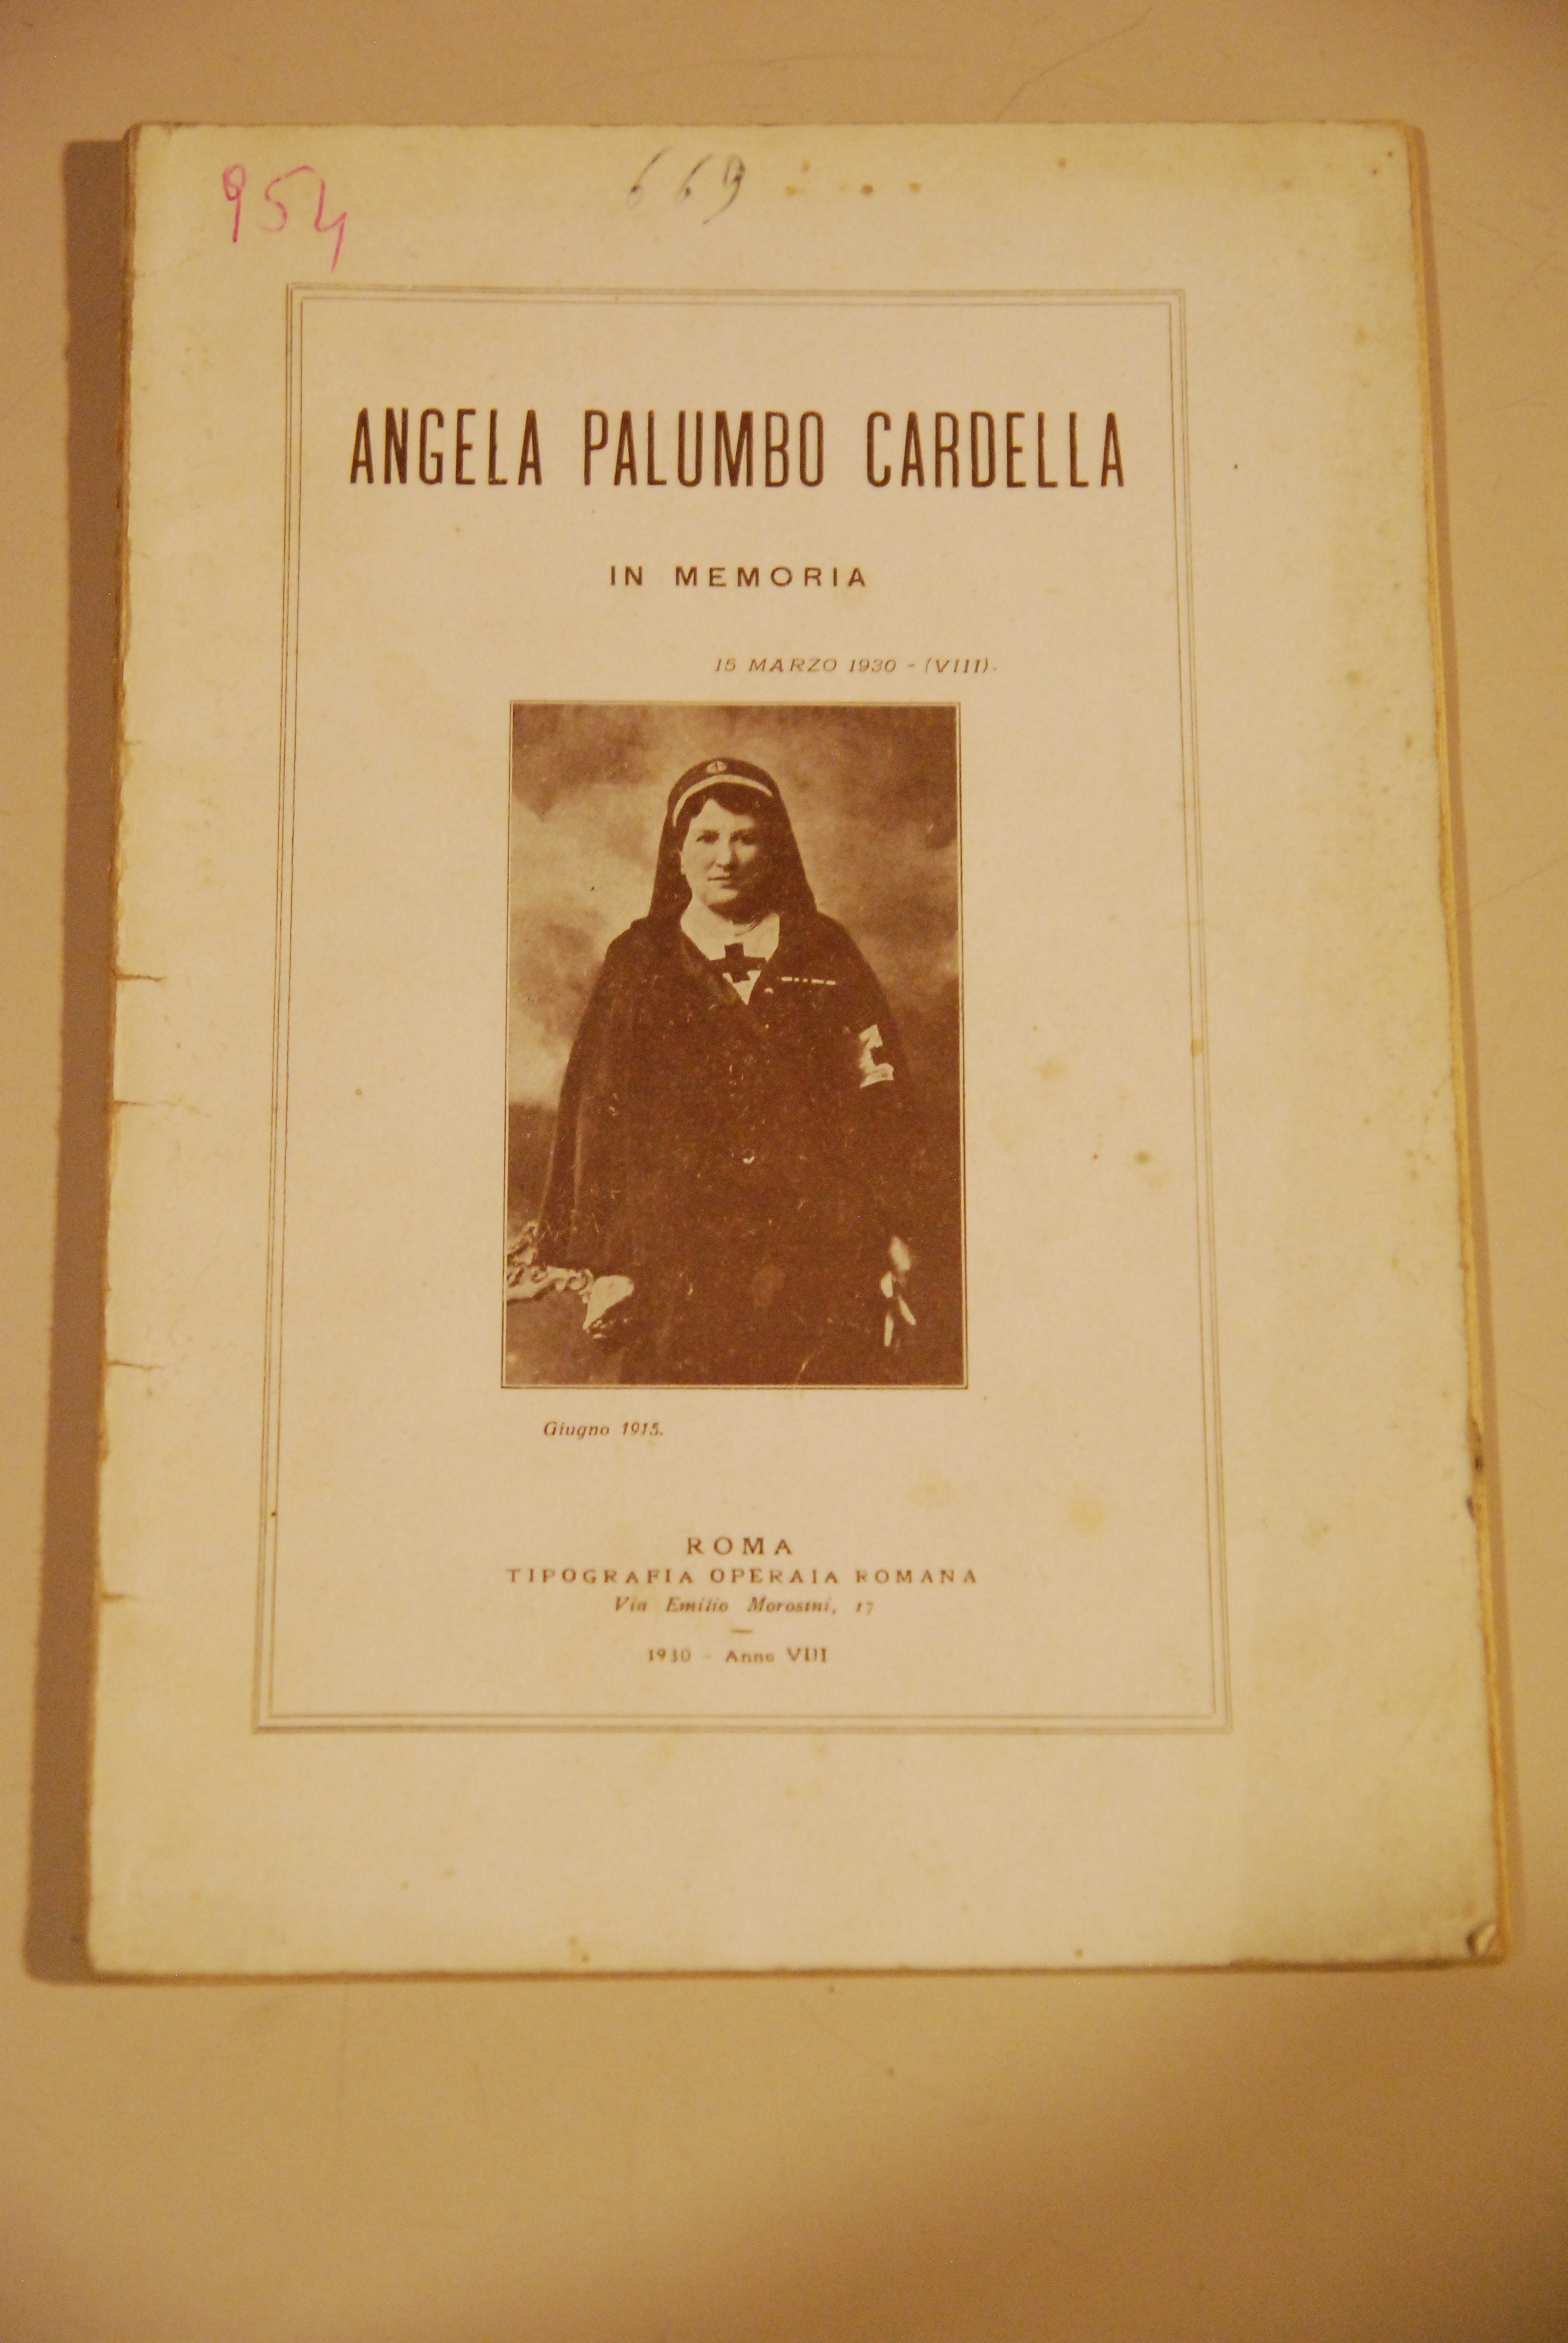 954
669
ANGELA PALUMBO CARDELLA
IN MEMORIA
15 MARZO 1930 - (VIII).
Giugno 1915.
ROMA
TIPOGRAFIA OPERAIA ROMANA
Via Emilio Morosini, 17
1930 - Anno VIII